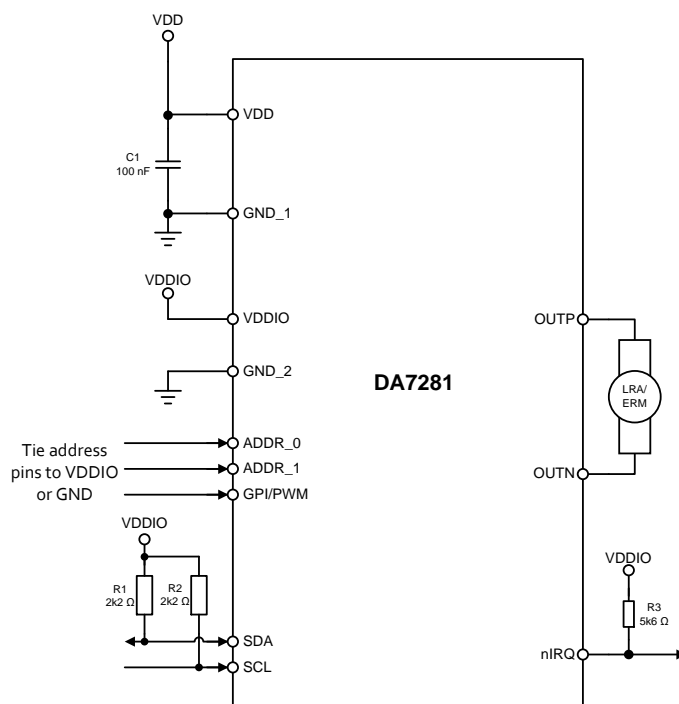 VDD
VDD
C1
100 nF
GND_1
VDDIO
VDDIO
GND_2
OUTP
DA7281
LRA/
ERM
Tie address
pins to VDDIO
or GND
ADDR_0
ADDR_1
GPI/PWM
OUTN
VDDIO
R1
2k2 Ω
R2
2k2 Ω
SDA
SCL
VDDIO
R3
5k6 Ω
nIRQ